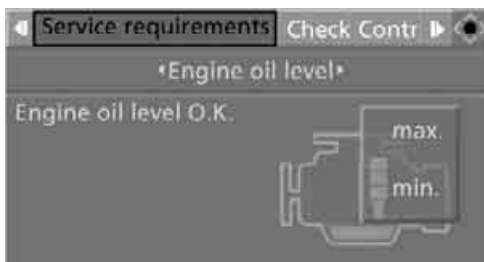 Service requirements Check Contr
Engine oil level
Engine oil level O.K.
max.
min.